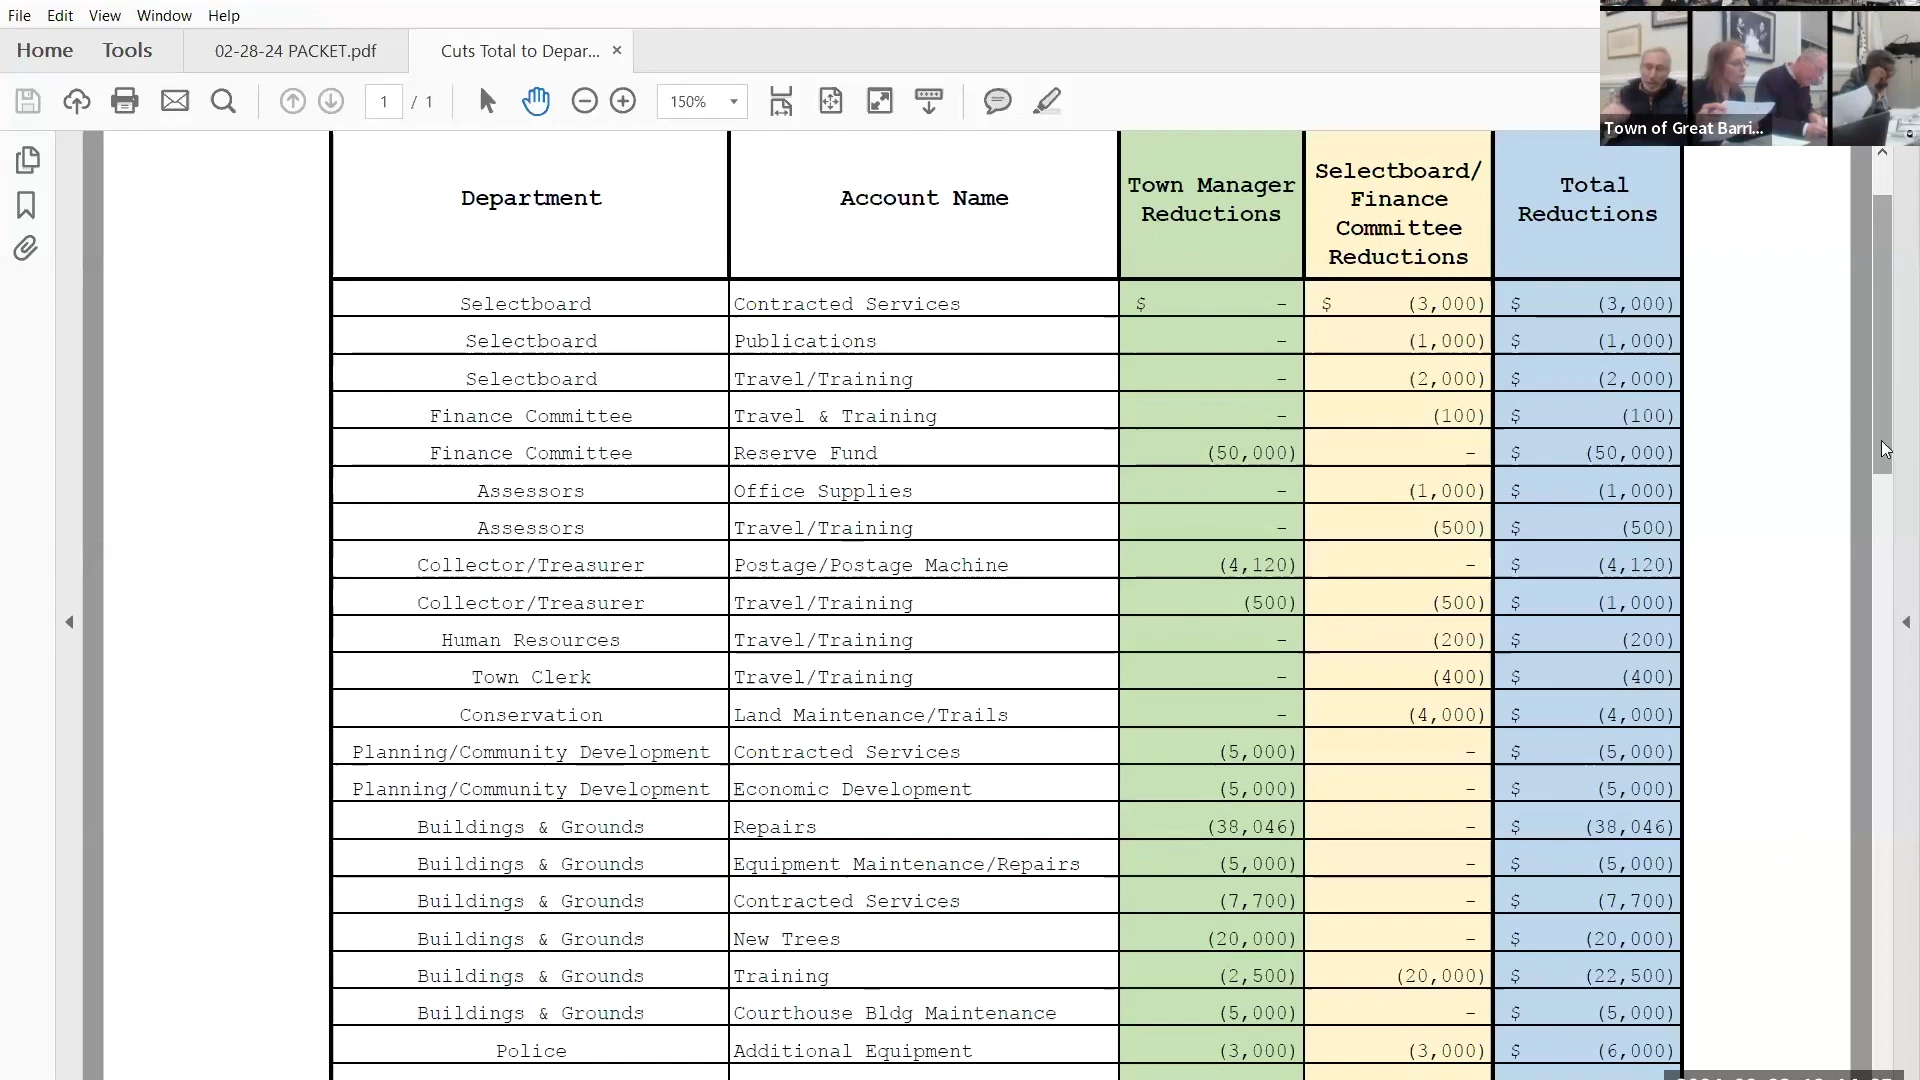 File Edit View Window Help
Home Tools 02-28-24 PACKET.pdf Cuts Total to Depar... ×
1 / 1 150%
Town of Great Barri...
Department Account Name Town Manager Reductions Selectboard/ Finance Committee Reductions Total Reductions
Selectboard Contracted Services $ - $ (3,000) $ (3,000)
Selectboard Publications - (1,000) $ (1,000)
Selectboard Travel/Training - (2,000) $ (2,000)
Finance Committee Travel & Training - (100) $ (100)
Finance Committee Reserve Fund (50,000) - $ (50,000)
Assessors Office Supplies - (1,000) $ (1,000)
Assessors Travel/Training - (500) $ (500)
Collector/Treasurer Postage/Postage Machine (4,120) - $ (4,120)
Collector/Treasurer Travel/Training (500) (500) $ (1,000)
Human Resources Travel/Training - (200) $ (200)
Town Clerk Travel/Training - (400) $ (400)
Conservation Land Maintenance/Trails - (4,000) $ (4,000)
Planning/Community Development Contracted Services (5,000) - $ (5,000)
Planning/Community Development Economic Development (5,000) - $ (5,000)
Buildings & Grounds Repairs (38,046) - $ (38,046)
Buildings & Grounds Equipment Maintenance/Repairs (5,000) - $ (5,000)
Buildings & Grounds Contracted Services (7,700) - $ (7,700)
Buildings & Grounds New Trees (20,000) - $ (20,000)
Buildings & Grounds Training (2,500) (20,000) $ (22,500)
Buildings & Grounds Courthouse Bldg Maintenance (5,000) - $ (5,000)
Police Additional Equipment (3,000) (3,000) $ (6,000)